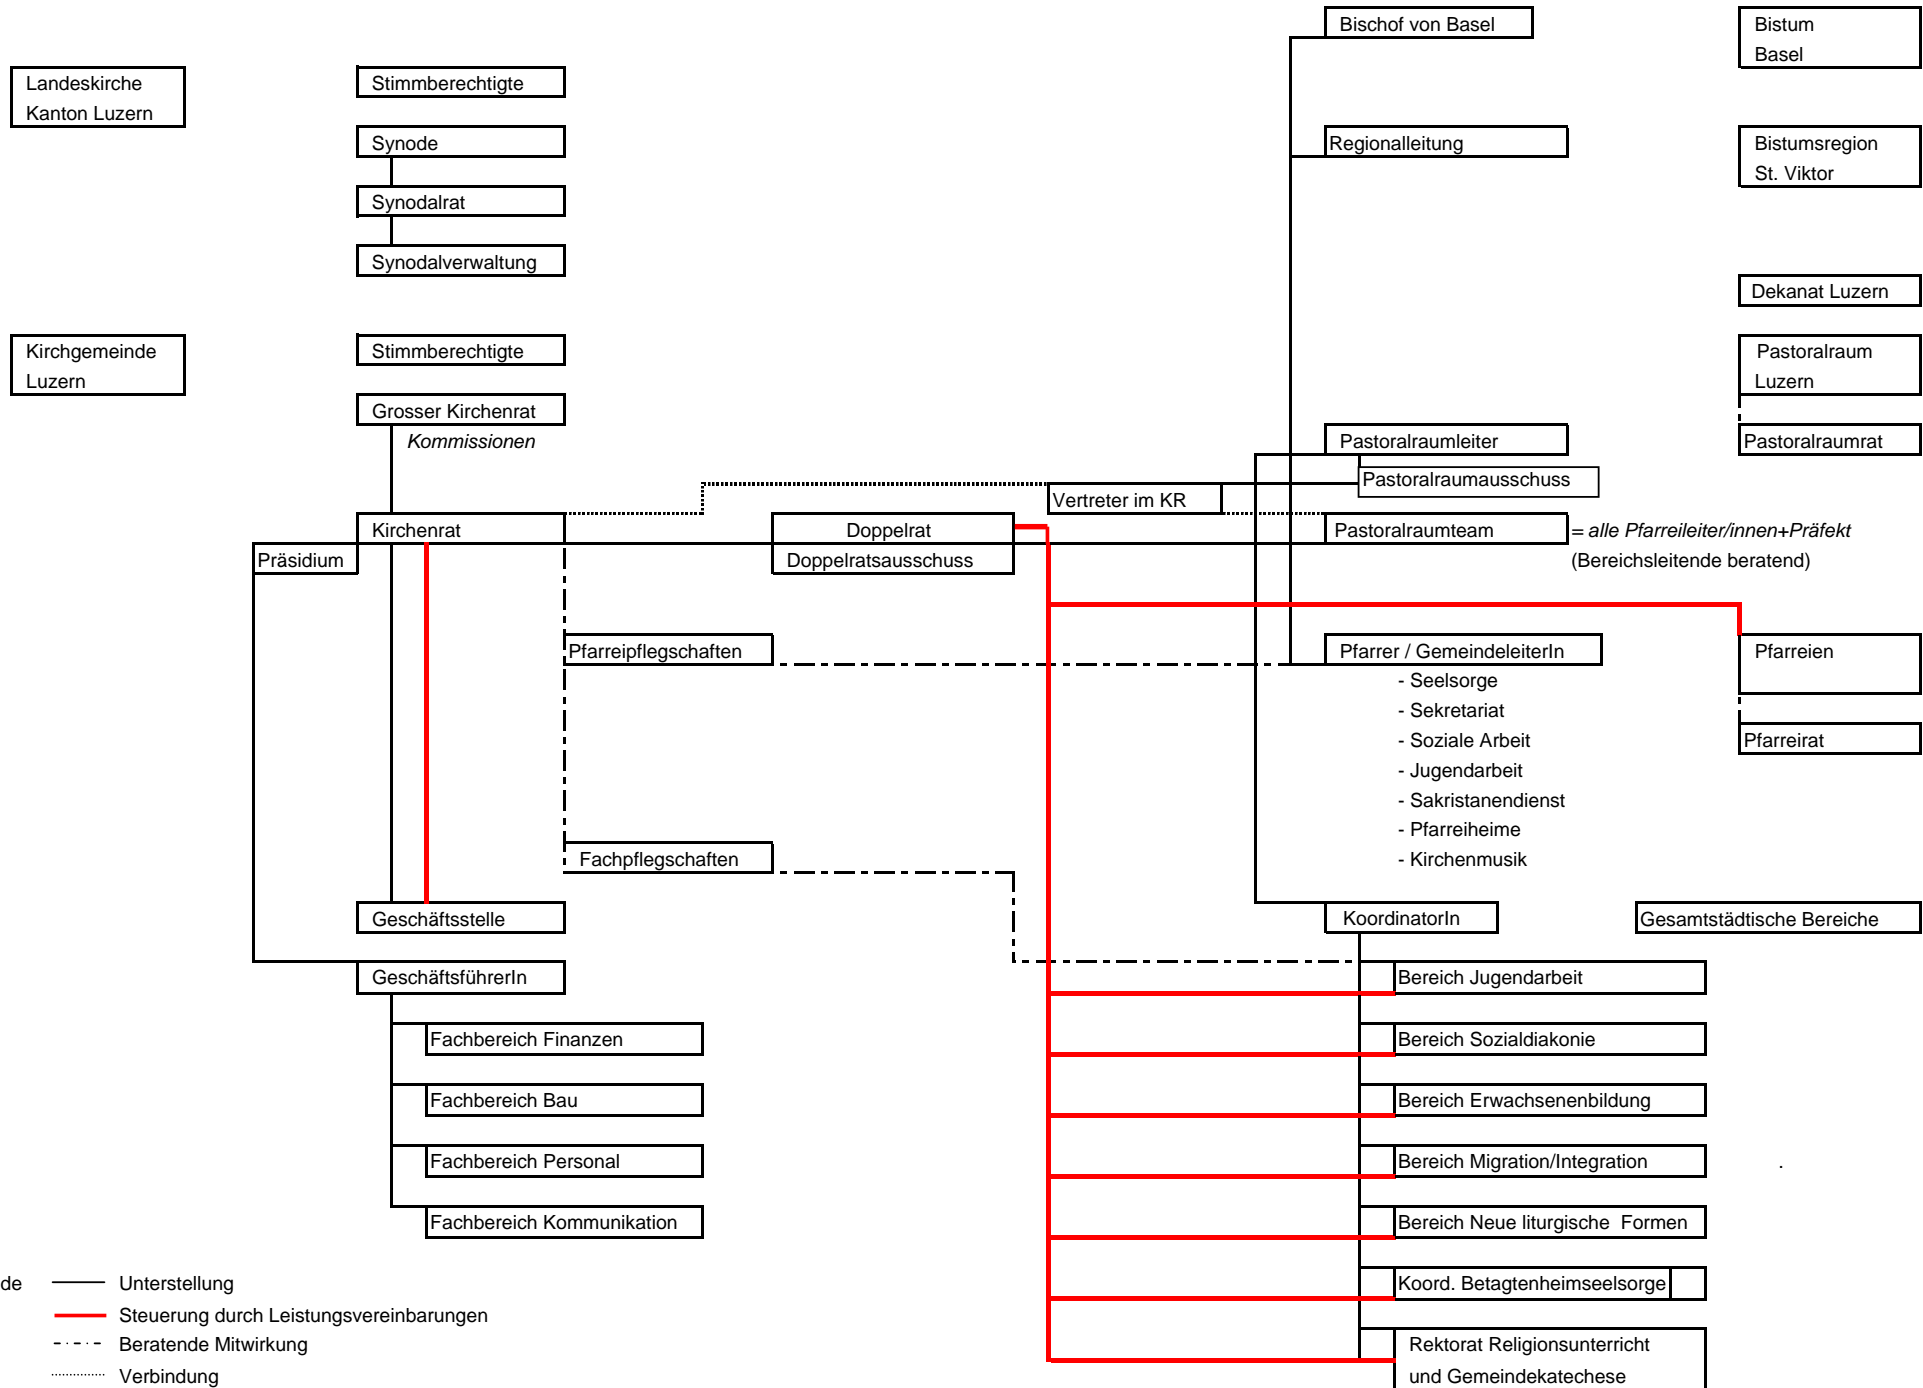 Bischof von Basel
Bistum
Basel
Landeskirche
Kanton Luzern
Stimmberechtigte
Synode
Regionalleitung
Bistumsregion
St. Viktor
Synodalrat
Synodalverwaltung
Dekanat Luzern
Kirchgemeinde
Luzern
Stimmberechtigte
Pastoralraum
Luzern
Grosser Kirchenrat
Kommissionen
Pastoralraumleiter
Pastoralraumrat
Pastoralraumausschuss
Vertreter im KR
Kirchenrat
Doppelrat
Pastoralraumteam
= alle Pfarreileiter/innen+Präfekt
Präsidium
Doppelratsausschuss
(Bereichsleitende beratend)
Pfarreipflegschaften
Pfarrer / GemeindeleiterIn
Pfarreien
- Seelsorge
- Sekretariat
- Soziale Arbeit
Pfarreirat
- Jugendarbeit
- Sakristanendienst
- Pfarreiheime
- Kirchenmusik
Fachpflegschaften
Geschäftsstelle
KoordinatorIn
Gesamtstädtische Bereiche
GeschäftsführerIn
Bereich Jugendarbeit
Fachbereich Finanzen
Bereich Sozialdiakonie
Fachbereich Bau
Bereich Erwachsenenbildung
Fachbereich Personal
Bereich Migration/Integration
.
Fachbereich Kommunikation
Bereich Neue liturgische  Formen
de
Unterstellung
Koord. Betagtenheimseelsorge
Steuerung durch Leistungsvereinbarungen
Beratende Mitwirkung
Rektorat Religionsunterricht
und Gemeindekatechese
Verbindung